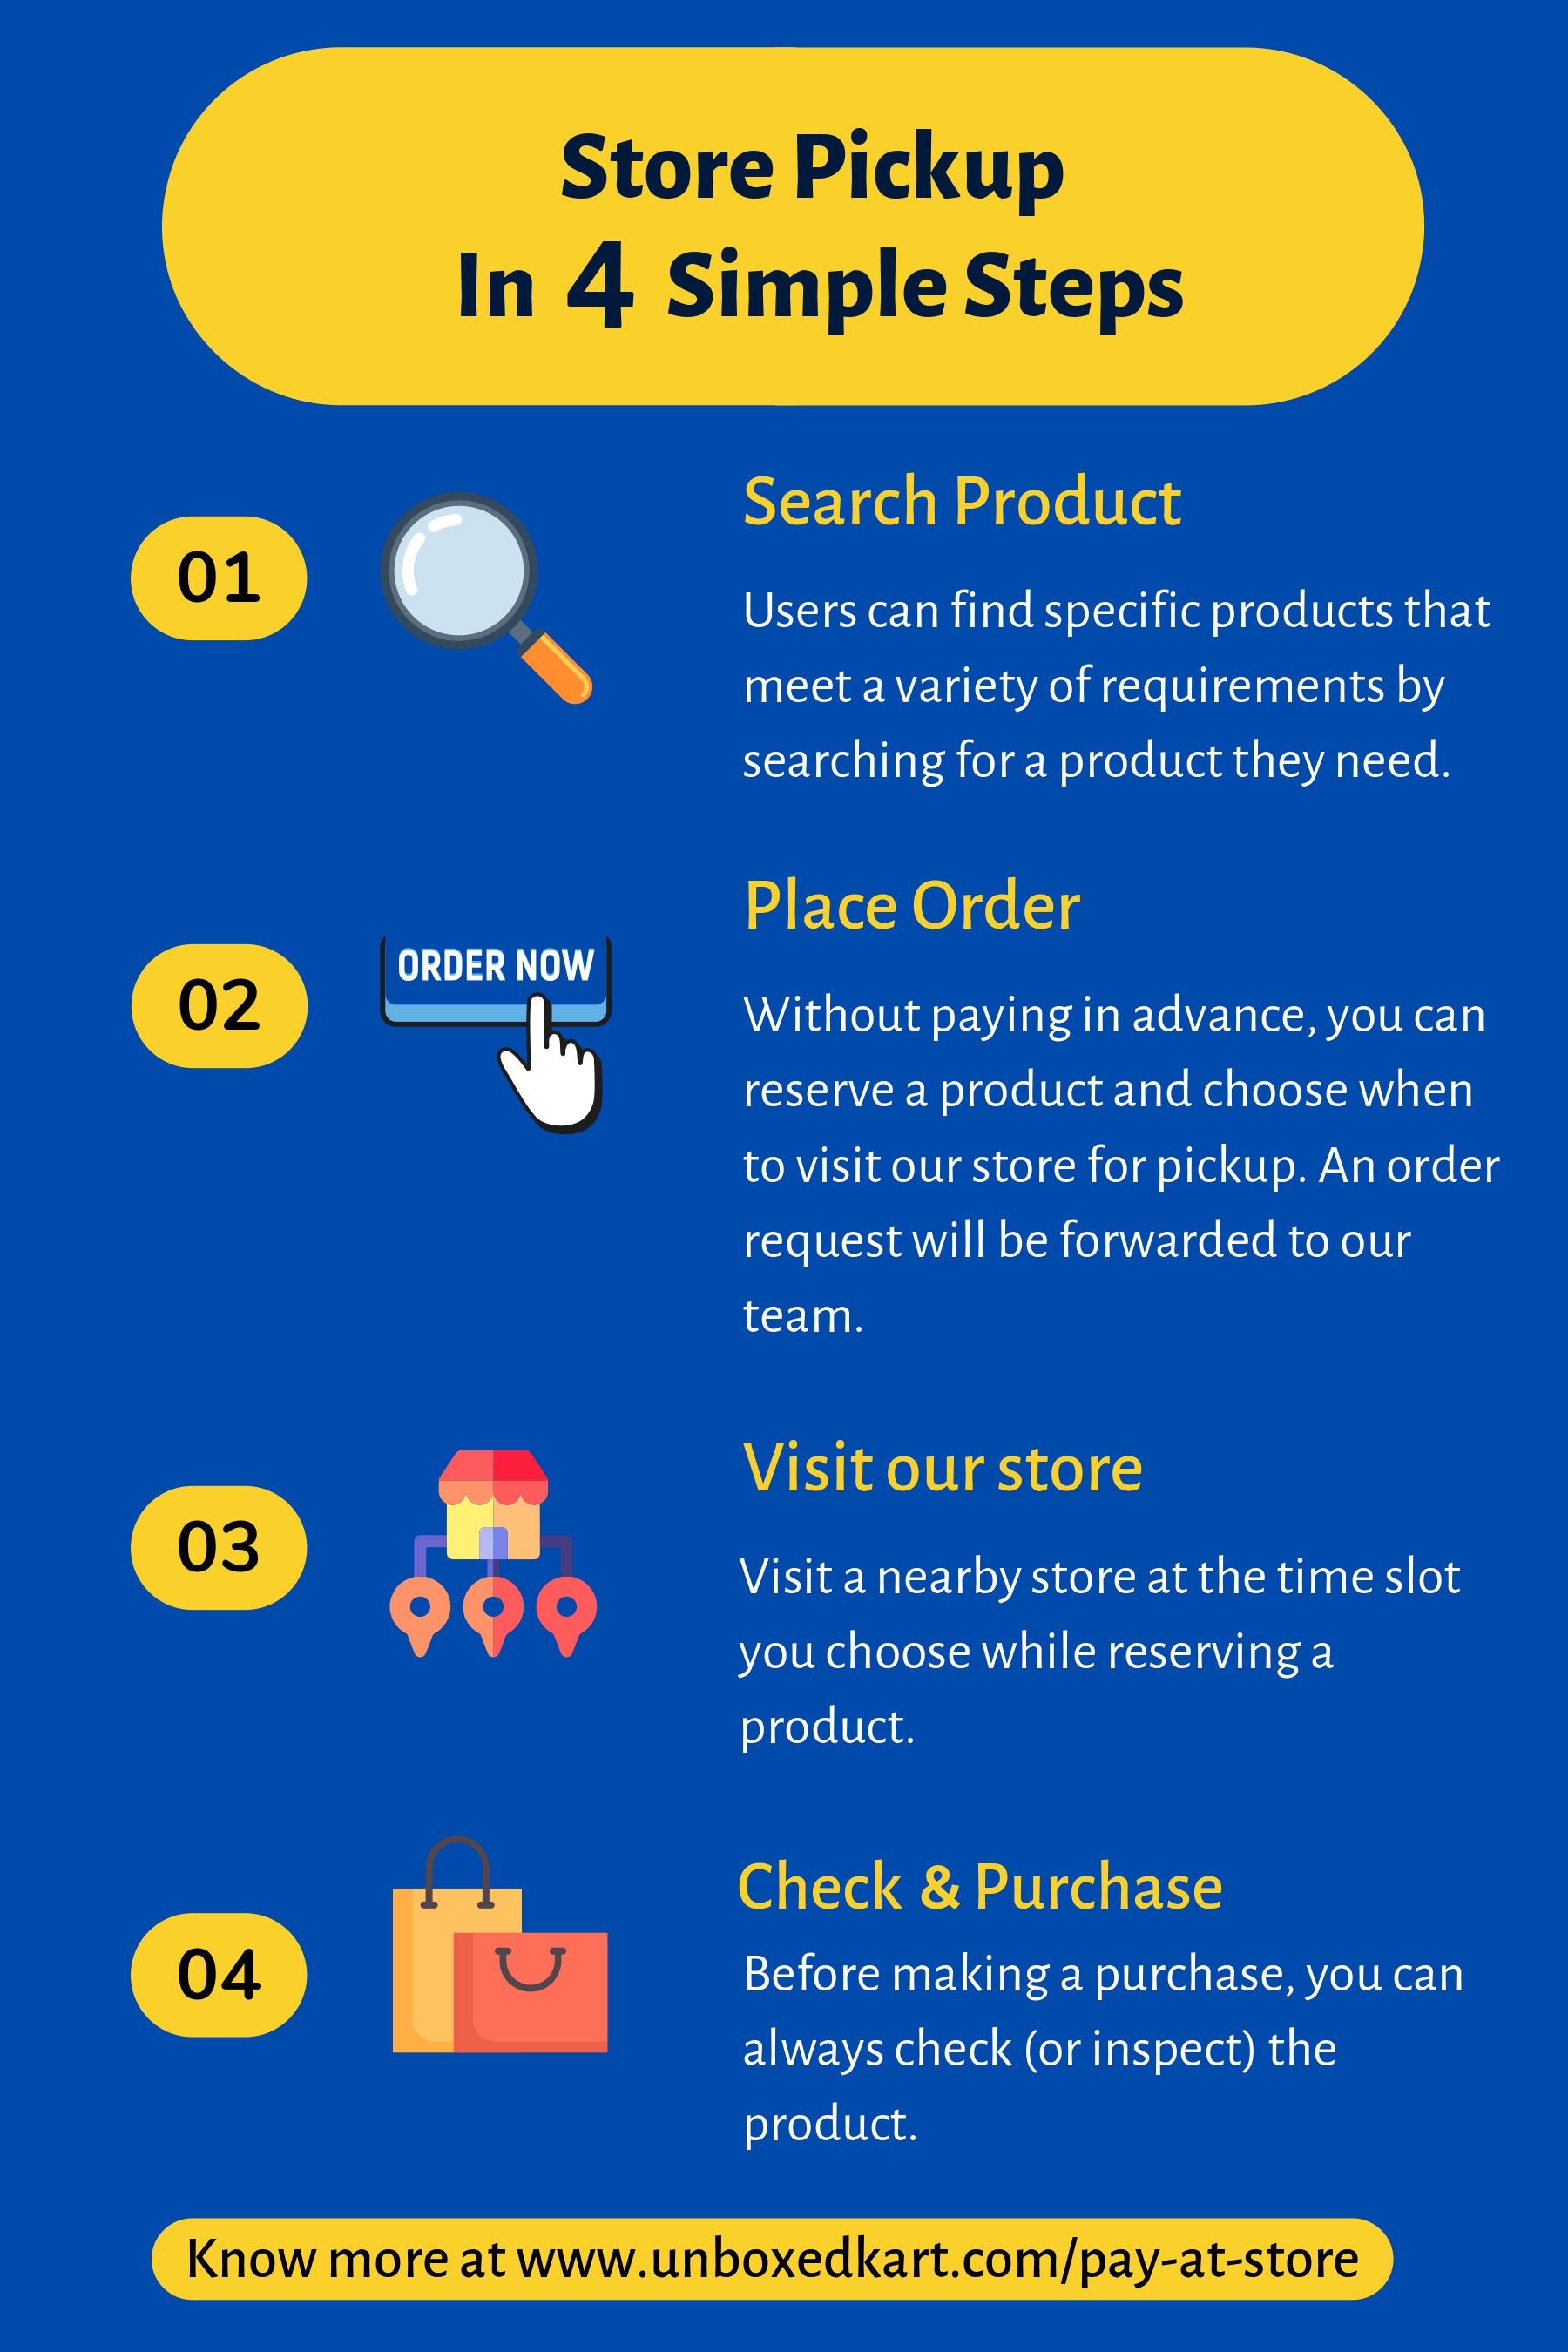 Store Pickup
In 4 Simple Steps
01
Search Product
Users can find specific products that
meet a variety of requirements by
searching for a product they need.
02
ORDER NOW
Place Order
Without paying in advance, you can
reserve a product and choose when
to visit our store for pickup. An order
request will be forwarded to our
team.
03
Visit our store
Visit a nearby store at the time slot
you choose while reserving a
product.
04
Check & Purchase
Before making a purchase, you can
always check (or inspect) the
product.
Know more at www.unboxedkart.com/pay-at-store